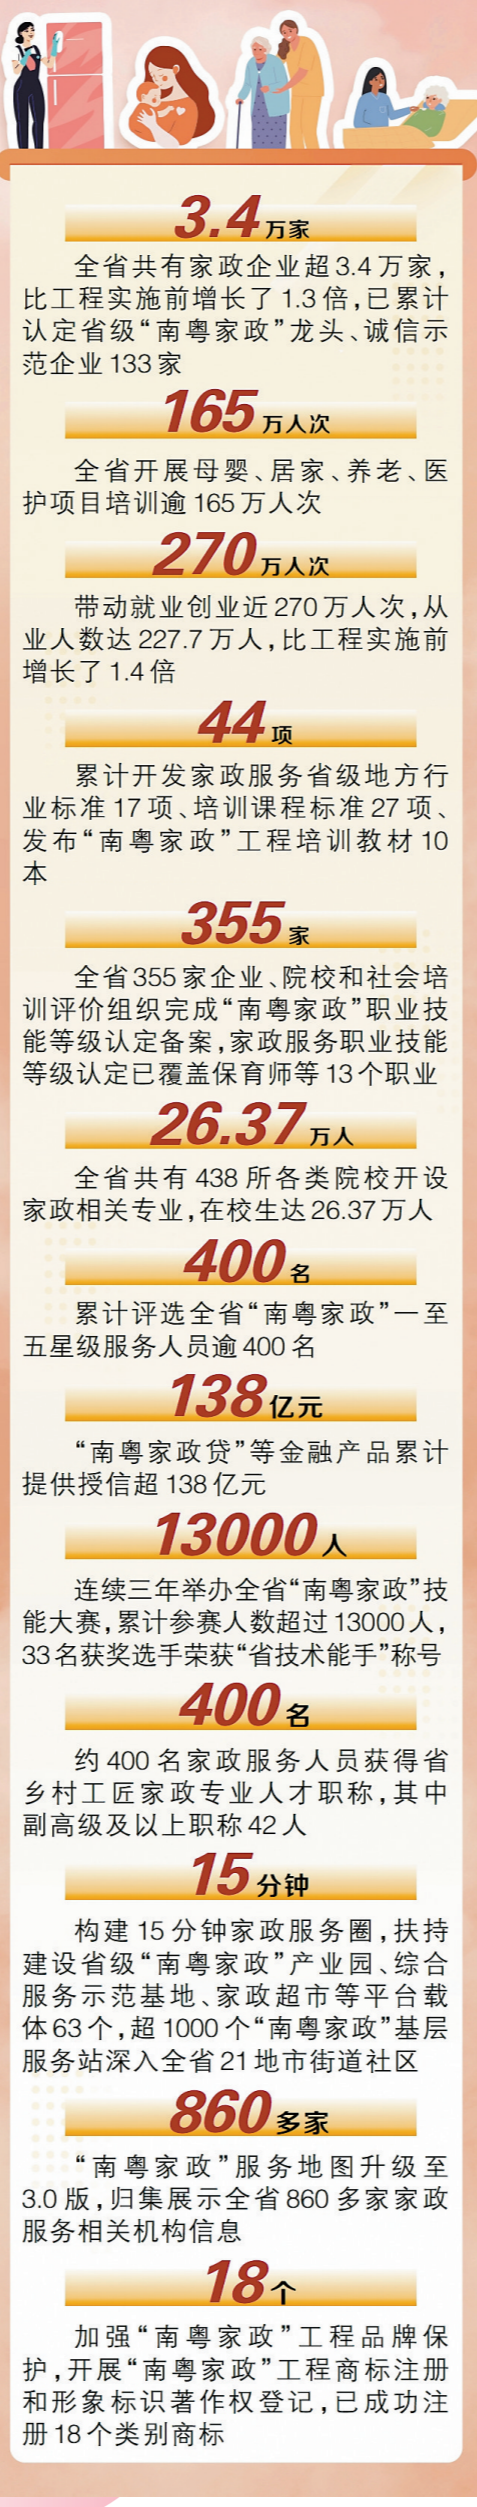 3.4万家
全省共有家政企业超3.4万家，
比工程实施前增长了1.3倍，已累计
认定省级“南粤家政”龙头、诚信示
范企业133家
165万人次
全省开展母婴、居家、养老、医
护项目培训逾165万人次
270万人次
带动就业创业近270万人次，从
业人数达227.7万人，比工程实施前
增长了1.4倍
44项
累计开发家政服务省级地方行
业标准17项、培训课程标准27项、
发布“南粤家政”工程培训教材10
本
355家
全省355家企业、院校和社会培
训评价组织完成“南粤家政”职业技
能等级认定备案，家政服务职业技能
等级认定已覆盖保育师等13个职业
26.37万人
全省共有438所各类院校开设
家政相关专业，在校生达26.37万人
400名
累计评选全省“南粤家政”一至
五星级服务人员逾400名
138亿元
“南粤家政贷”等金融产品累计
提供授信超138亿元
13000人
连续三年举办全省“南粤家政”技
能大赛，累计参赛人数超过13000人，
33名获奖选手荣获“省技术能手”称号
400名
约400名家政服务人员获得省
乡村工匠家政专业人才职称，其中
副高级及以上职称42人
15分钟
构建15分钟家政服务圈，扶持
建设省级“南粤家政”产业园、综合
服务示范基地、家政超市等平台载
体63个，超1000个“南粤家政”基层
服务站深入全省21地市街道社区
860多家
“南粤家政”服务地图升级至
3.0版，归集展示全省860多家家政
服务相关机构信息
18个
加强“南粤家政”工程品牌保
护，开展“南粤家政”工程商标注册
和形象标识著作权登记，已成功注
册18个类别商标